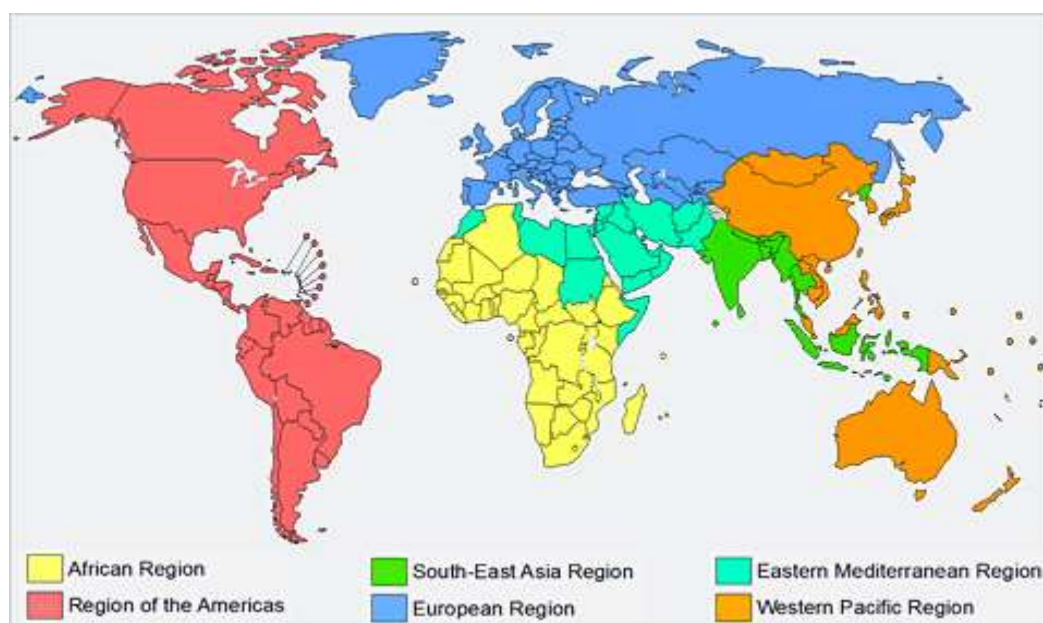 African Region
South-East Asia Region
Eastern Mediterranean Region
Region of the Americas
European Region
Western Pacific Region